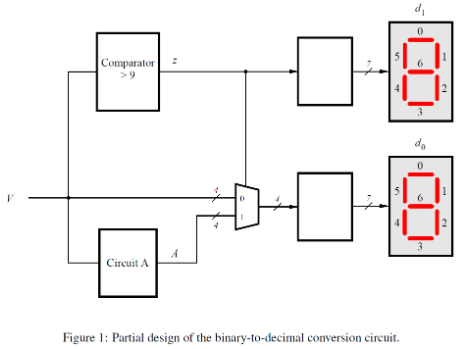 d1
0
5 6 1
4 2
3
Comparator
> 9
z
7
d0
0
5 6 1
4 2
3
V
4
0
4
7
1
4
Circuit A
A
Figure 1: Partial design of the binary-to-decimal conversion circuit.